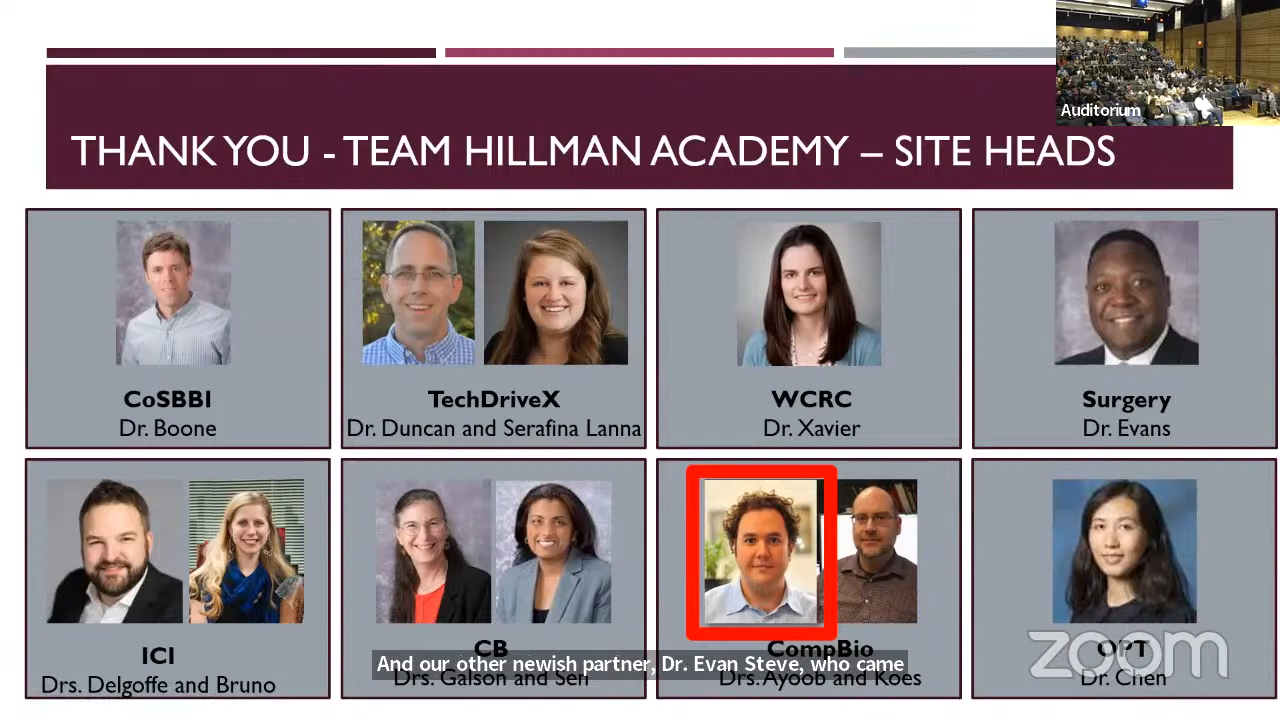 Auditorium
THANK YOU - TEAM HILLMAN ACADEMY – SITE HEADS
CoSBBI
Dr. Boone
TechDriveX
Dr. Duncan and Serafina Lanna
WCRC
Dr. Xavier
Surgery
Dr. Evans
ICI
Drs. Delgoffe and Bruno
CB
Drs. Galson and Sen
CompBio
Drs. Ayoob and Koes
OPT
Dr. Chen
And our other newish partner, Dr. Evan Steve, who came
zoom